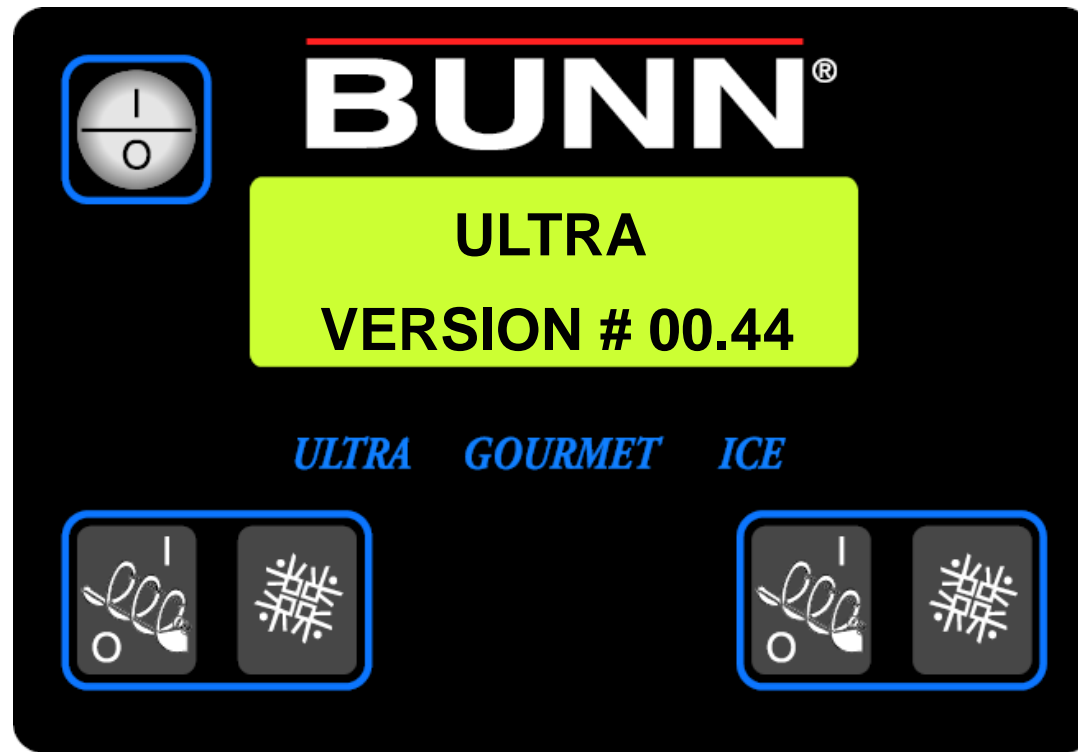 I
O
BUNN®
ULTRA
VERSION # 00.44
ULTRA GOURMET ICE
I
O
I
O